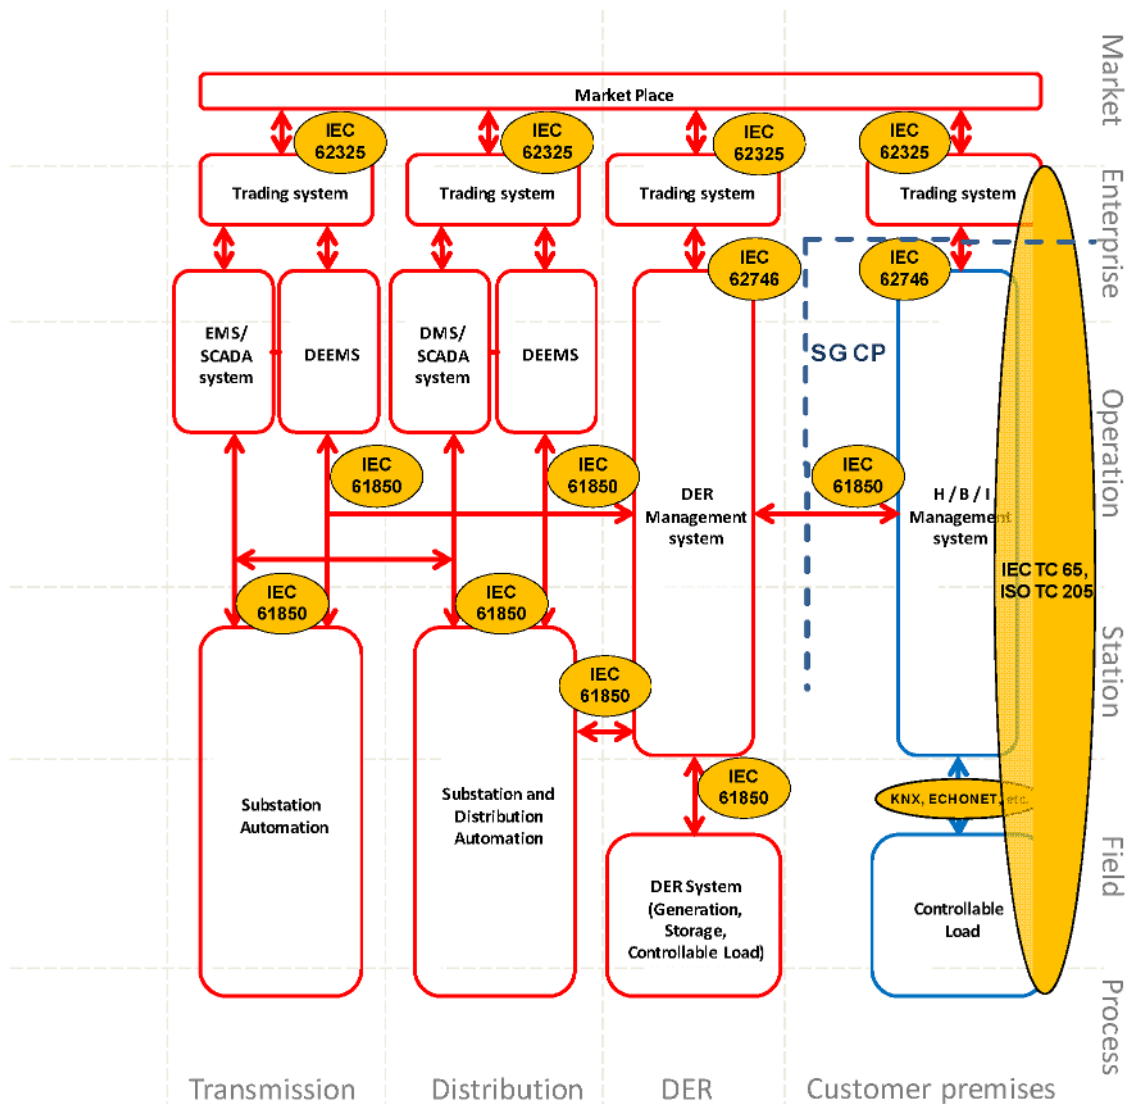 Market
Market Place
IEC
62325
IEC
62325
IEC
62325
IEC
62325
Trading system
Trading system
Trading system
Trading system
Enterprise
IEC
62746
IEC
62746
EMS/
SCADA
system
DEEMS
DMS/
SCADA
system
DEEMS
SG CP
Operation
IEC
61850
IEC
61850
IEC
61850
DER
Management
system
H / B / I
Management
system
IEC TC 65,
ISO TC 205
IEC
61850
IEC
61850
Station
IEC
61850
IEC
61850
KNX, ECHONET, etc.
Substation
Automation
Substation and
Distribution
Automation
Field
DER System
(Generation,
Storage,
Controllable Load)
Controllable
Load
Process
Transmission
Distribution
DER
Customer premises